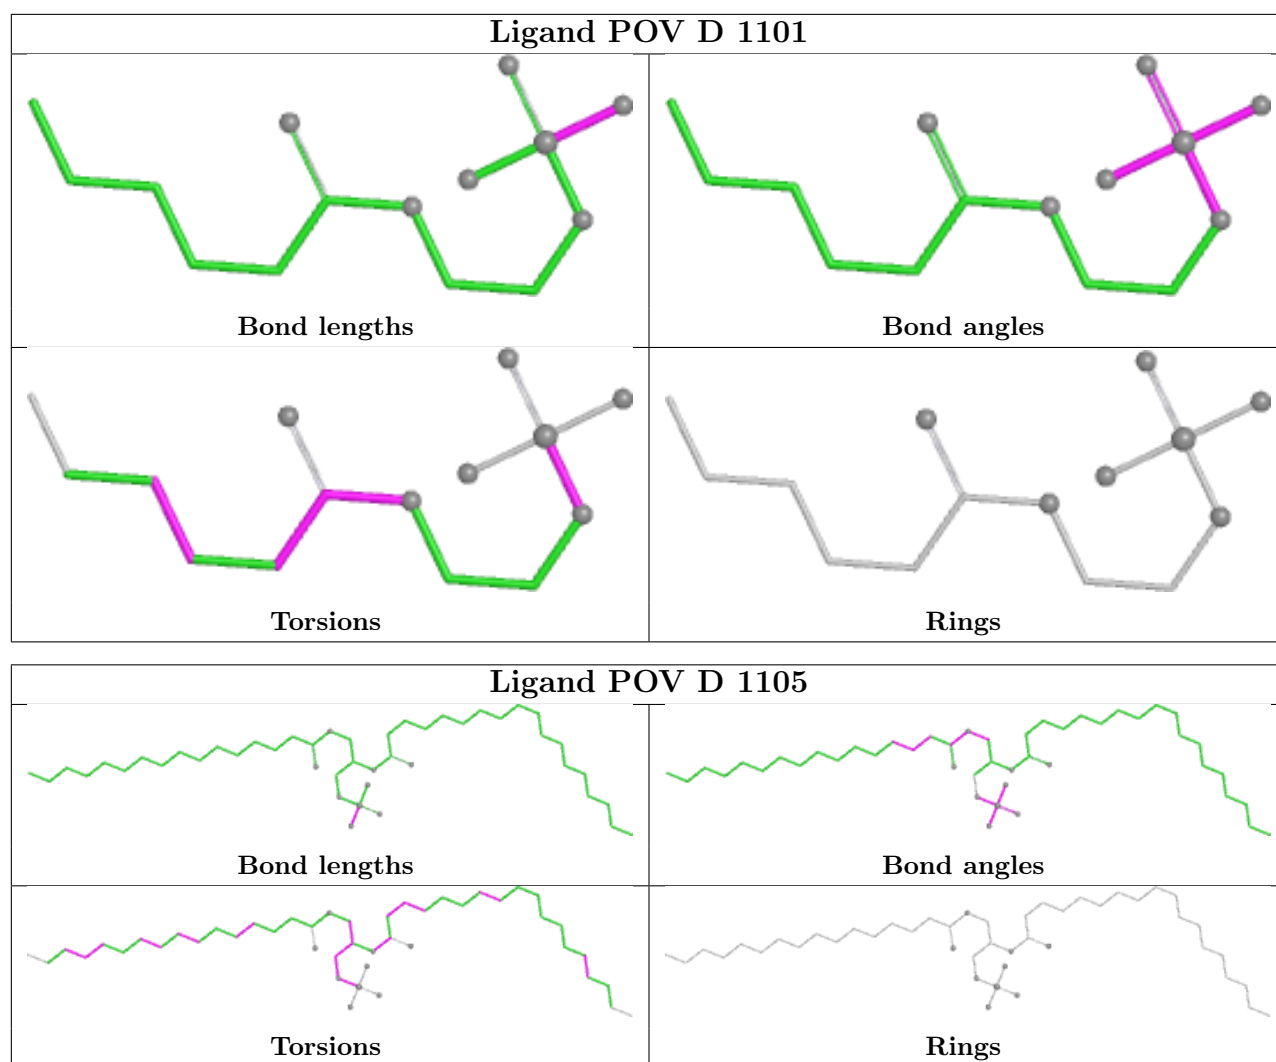 Ligand POV D 1101
Bond lengths
Bond angles
Torsions
Rings
Ligand POV D 1105
Bond lengths
Bond angles
Torsions
Rings